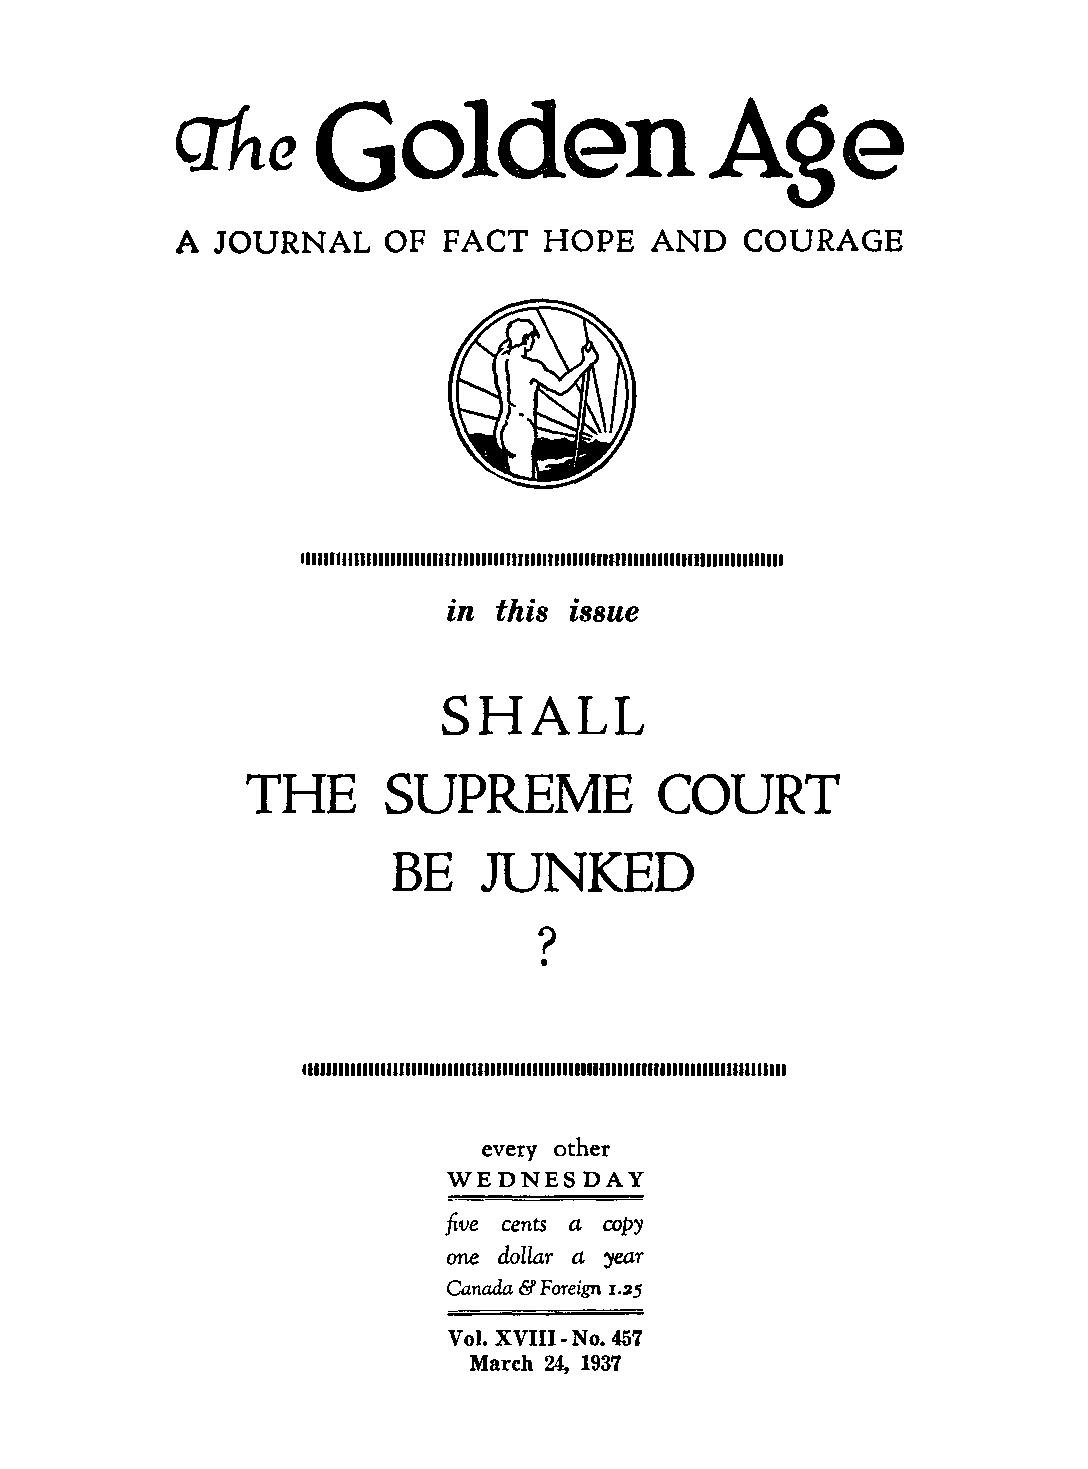 The Golden Age
A JOURNAL OF FACT HOPE AND COURAGE
in this issue
SHALL
THE SUPREME COURT
BE JUNKED
?
every other
WEDNESDAY
five cents a copy
one dollar a year
Canada & Foreign 1.25
Vol. XVIII - No. 457
March 24, 1937